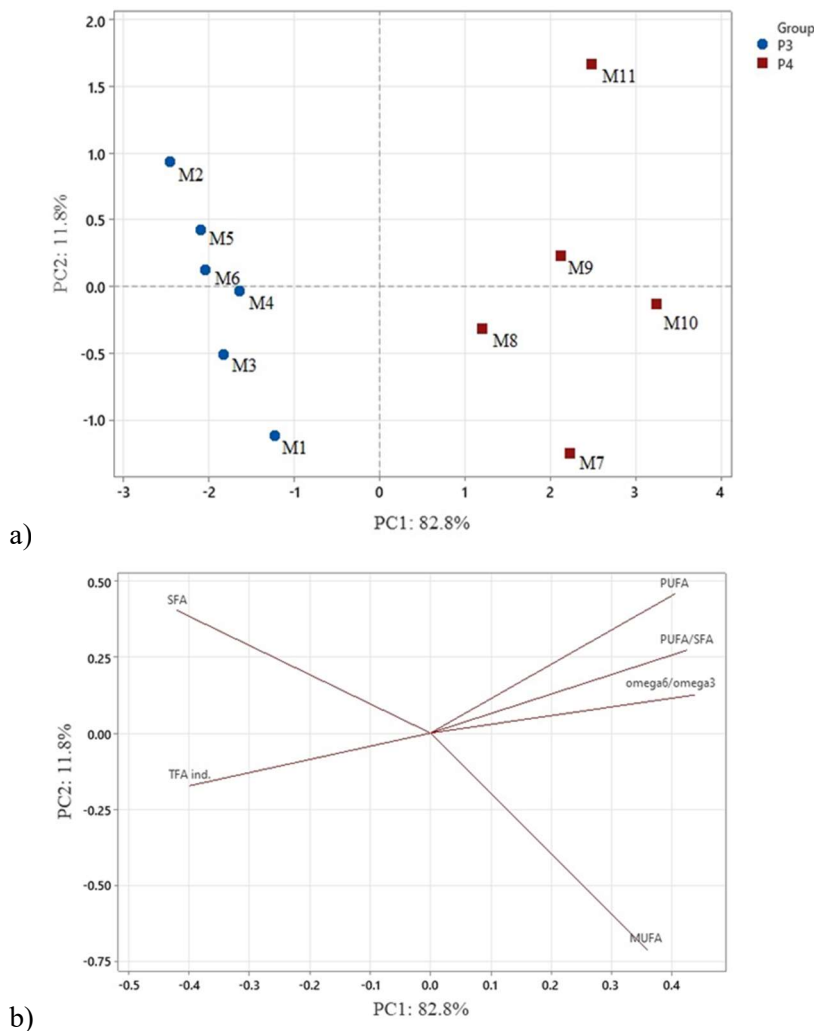 Group
P3
P4
2.0
1.5
1.0
0.5
0.0
-0.5
-1.0
PC2: 11.8%
M11
M2
M5
M9
M6
M4
M10
M8
M3
M1
M7
-3 -2 -1 0 1 2 3 4
PC1: 82.8%
a)
0.50
0.25
0.00
-0.25
-0.50
-0.75
PC2: 11.8%
PUFA
SFA
PUFA/SFA
omega6/omega3
TFA ind.
MUFA
-0.5 -0.4 -0.3 -0.2 -0.1 0.0 0.1 0.2 0.3 0.4
PC1: 82.8%
b)